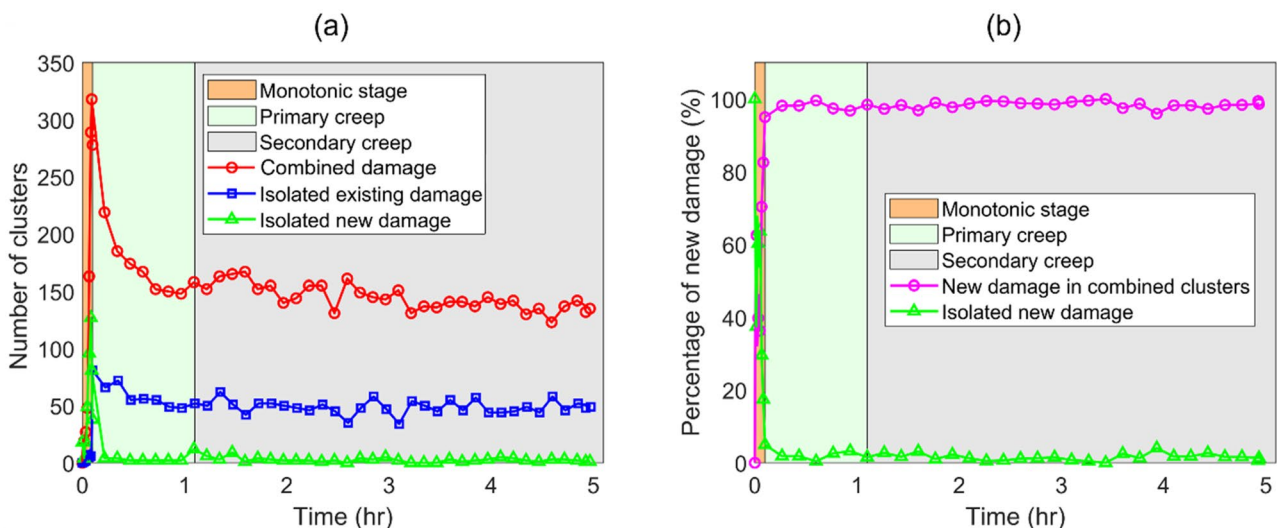 (a)
350
300
250
200
150
100
50
0
Number of clusters
Monotonic stage
Primary creep
Secondary creep
Combined damage
Isolated existing damage
Isolated new damage
0 1 2 3 4 5
Time (hr)
(b)
100
80
60
40
20
0
Percentage of new damage (%)
Monotonic stage
Primary creep
Secondary creep
New damage in combined clusters
Isolated new damage
0 1 2 3 4 5
Time (hr)